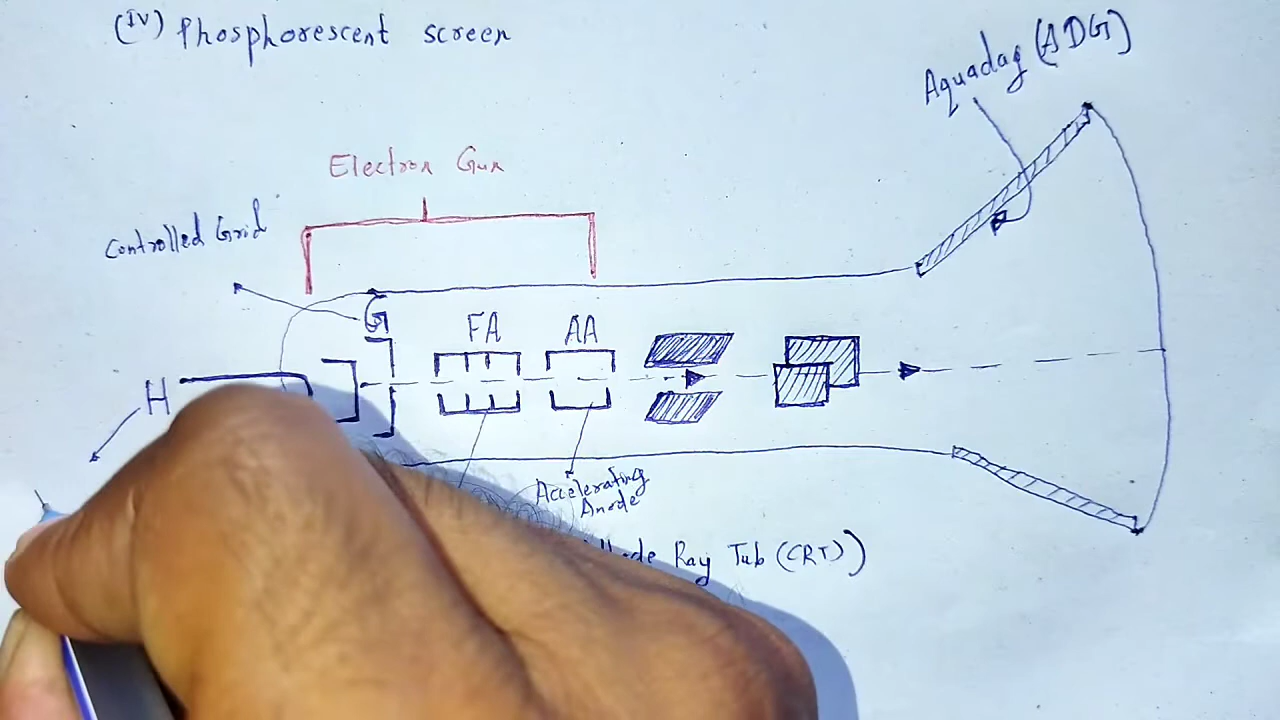 (IV) Phosphorescent screen
Aquadag (ADG)
Electron Gun
Controlled Grid
G
FA
AA
H
Accelerating
Anode
Ray Tub (CRT))